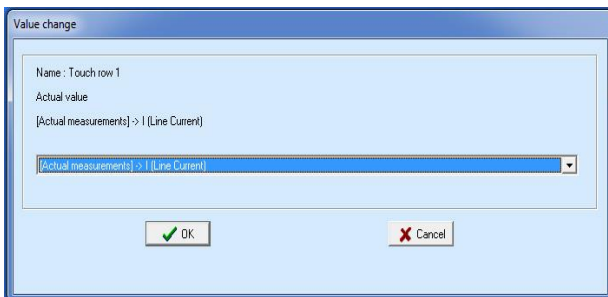 Value change
Name : Touch row 1
Actual value
[Actual measurements] -> I (Line Current)
[Actual measurements] -> I (Line Current)
OK
Cancel